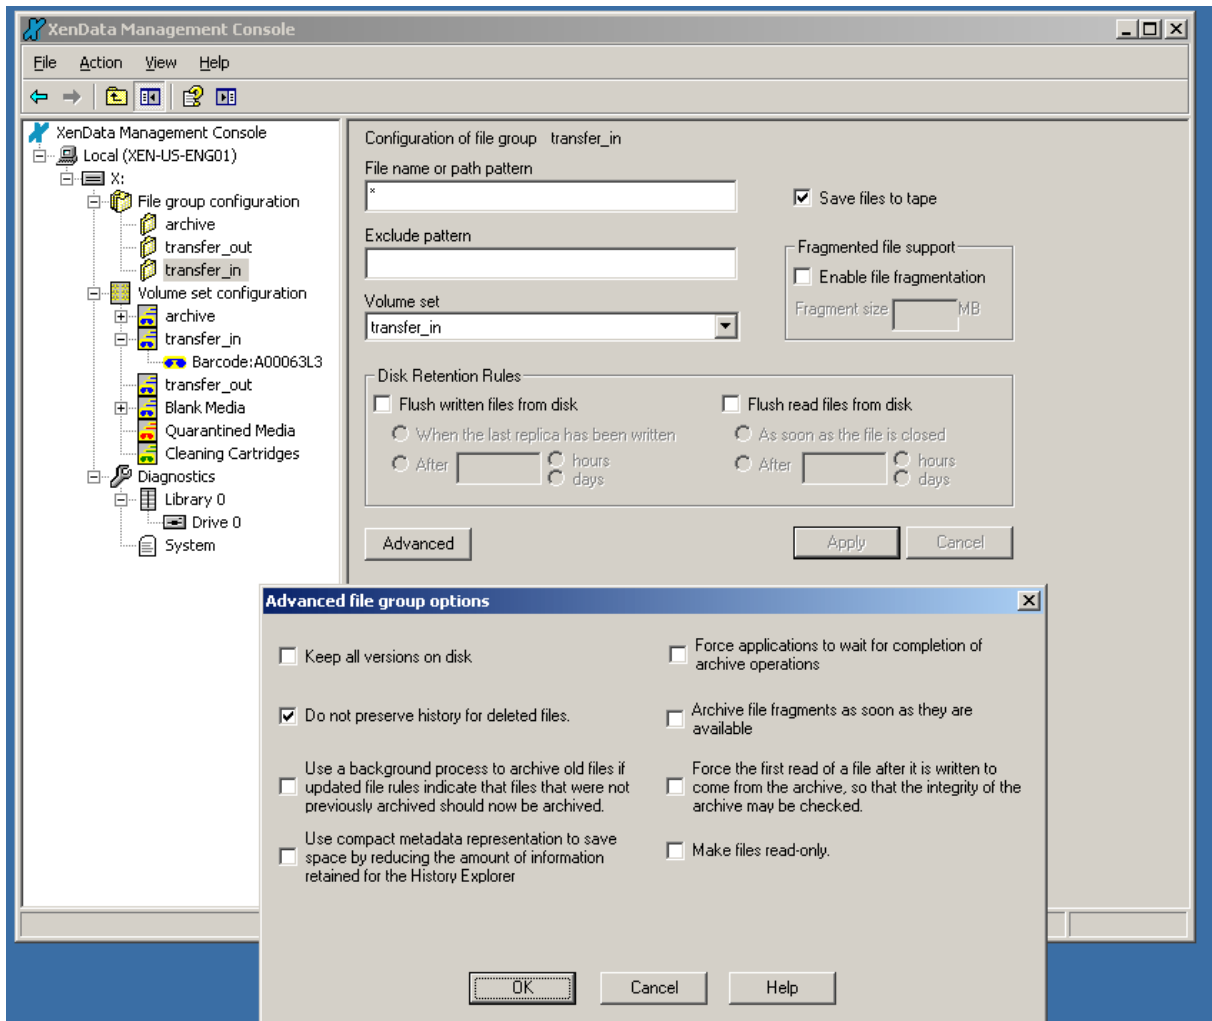 XenData Management Console
File Action View Help
XenData Management Console
Local (XEN-US-ENG01)
X:
File group configuration
archive
transfer_out
transfer_in
Volume set configuration
archive
transfer_in
Barcode:A00063L3
transfer_out
Blank Media
Quarantined Media
Cleaning Cartridges
Diagnostics
Library 0
Drive 0
System
Configuration of file group transfer_in
File name or path pattern
*
Save files to tape
Exclude pattern
Fragmented file support
Enable file fragmentation
Fragment size MB
Volume set
transfer_in
Disk Retention Rules
Flush written files from disk
When the last replica has been written
After hours
days
Flush read files from disk
As soon as the file is closed
After hours
days
Advanced
Apply
Cancel
Advanced file group options
Keep all versions on disk
Do not preserve history for deleted files.
Use a background process to archive old files if
updated file rules indicate that files that were not
previously archived should now be archived.
Use compact metadata representation to save
space by reducing the amount of information
retained for the History Explorer
Force applications to wait for completion of
archive operations
Archive file fragments as soon as they are
available
Force the first read of a file after it is written to
come from the archive, so that the integrity of the
archive may be checked.
Make files read-only.
OK
Cancel
Help